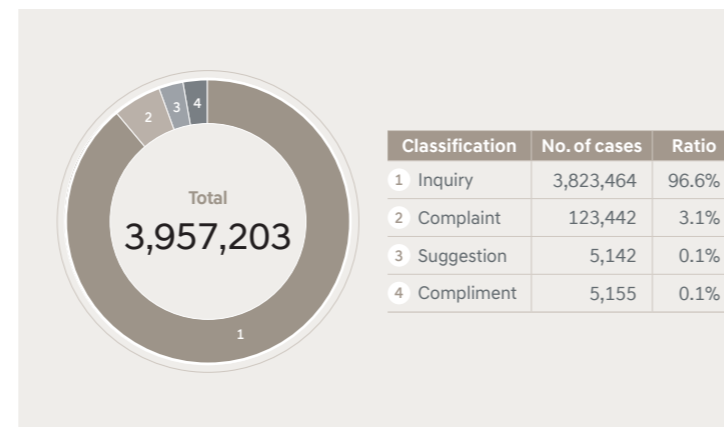 Total
3,957,203
1
2
3
4
Classification No. of cases Ratio
1 Inquiry 3,823,464 96.6%
2 Complaint 123,442 3.1%
3 Suggestion 5,142 0.1%
4 Compliment 5,155 0.1%